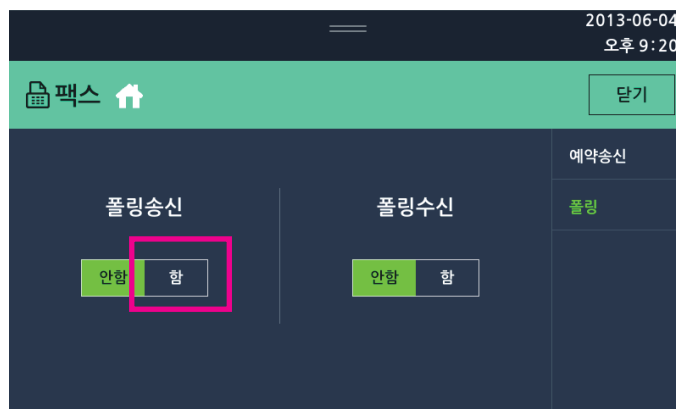 2013-06-04
오후 9:20
팩스
닫기
예약송신
폴링송신
폴링수신
폴링
안함 함
안함 함